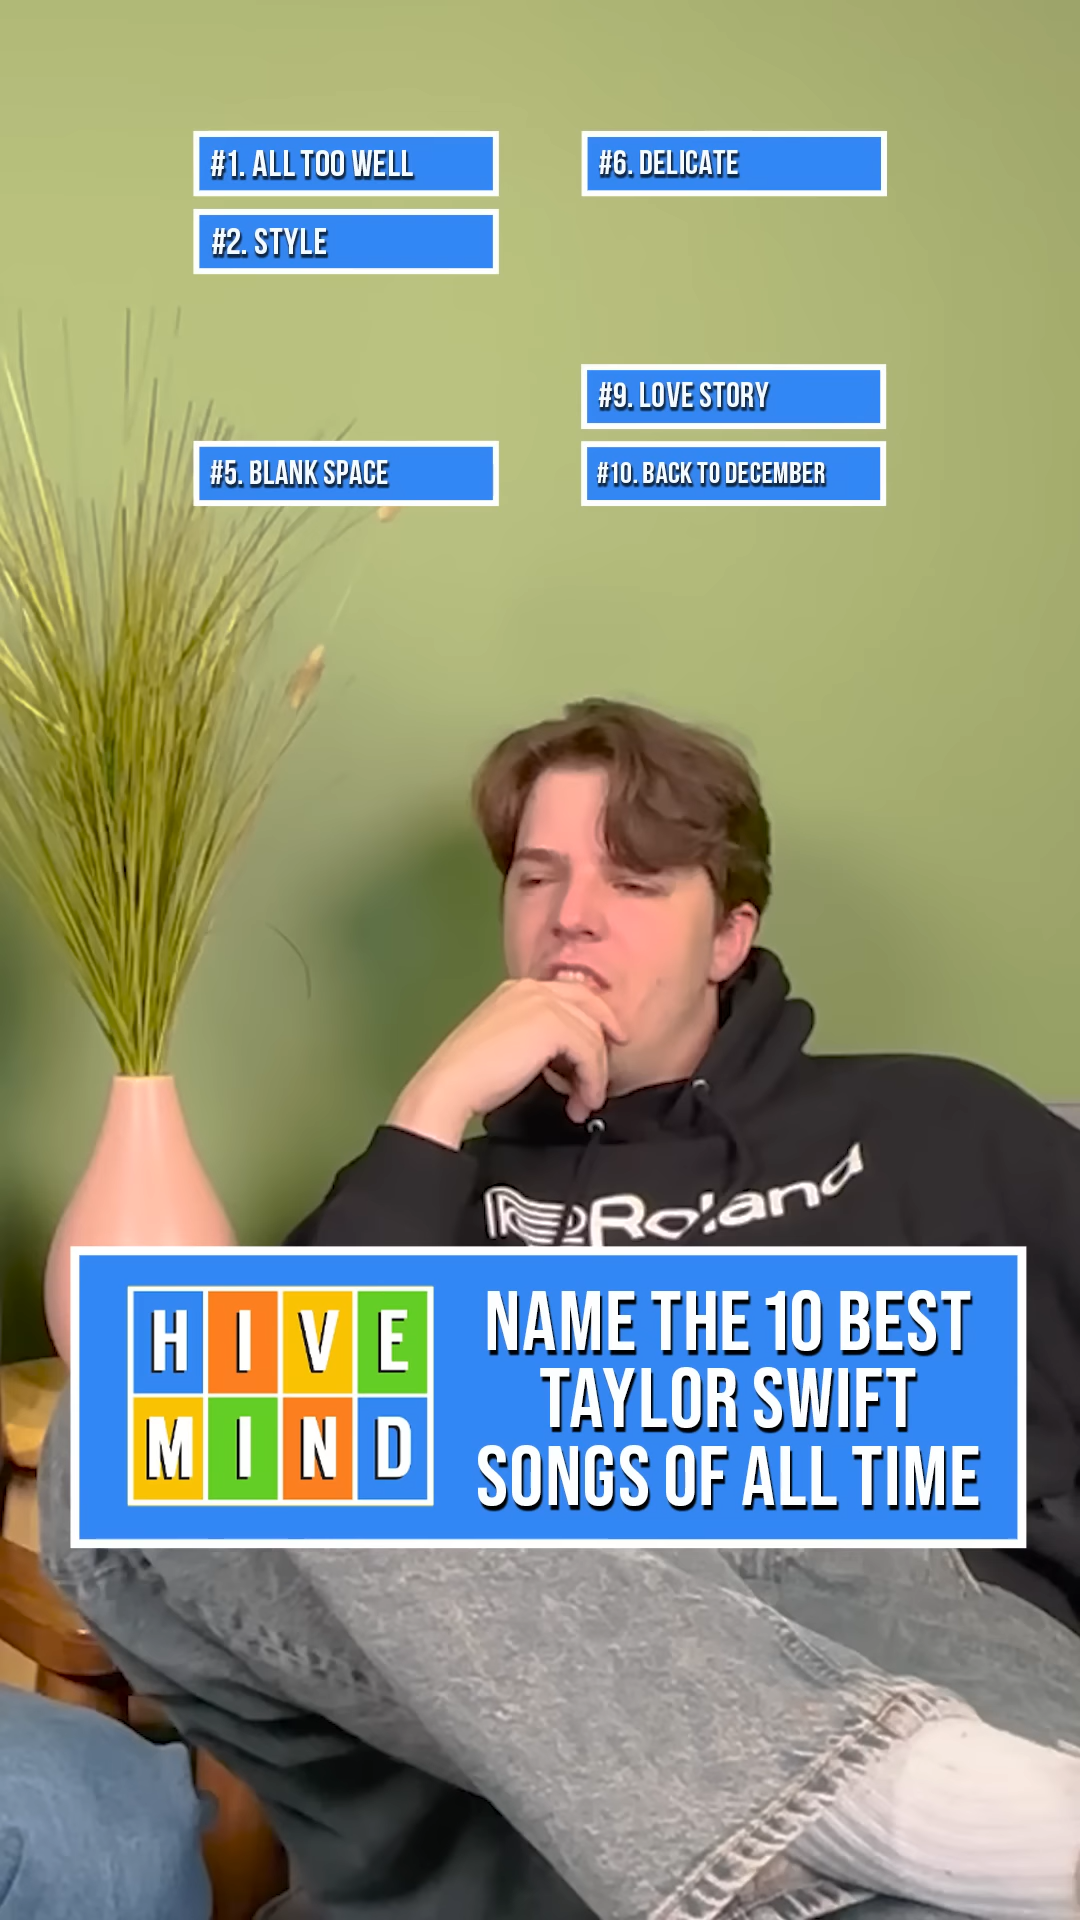 #1. ALL TOO WELL
#2. STYLE
#5. BLANK SPACE
#6. DELICATE
#9. LOVE STORY
#10. BACK TO DECEMBER
Roland
HIVE
MIND
NAME THE 10 BEST
TAYLOR SWIFT
SONGS OF ALL TIME